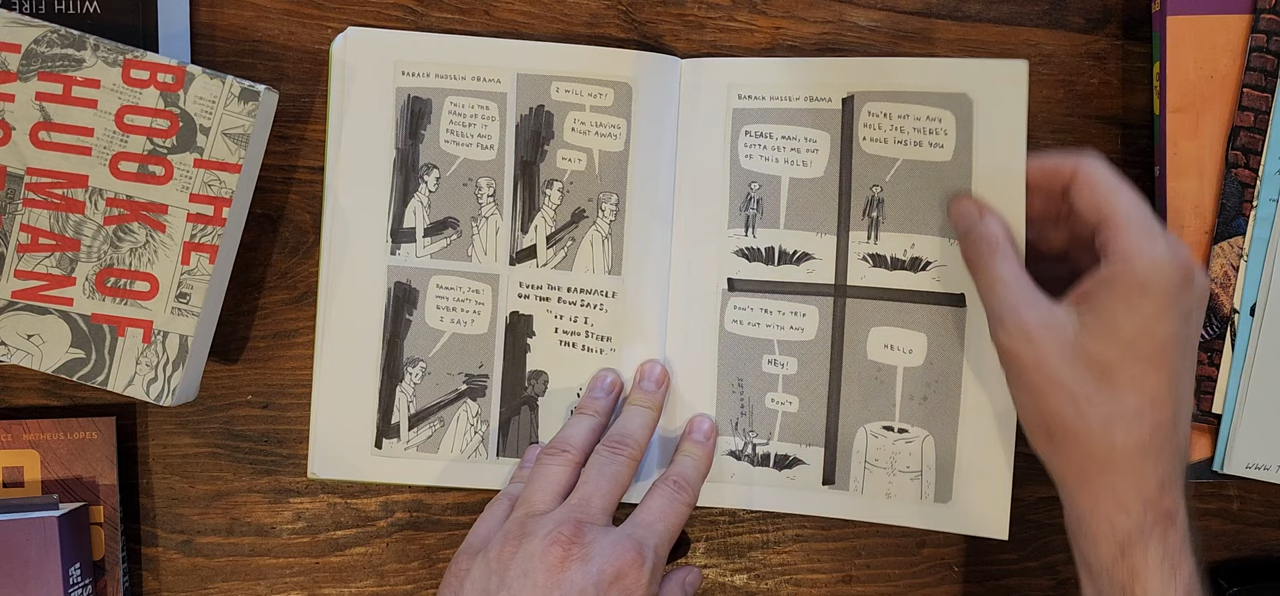 WITH FIRE
THE
BOOK OF
HUMAN
MATHEUS LOPES
BARACH HUSSEIN OBAMA
THIS IS THE
HAND OF GOD.
ACCEPT IT
FREELY AND
WITHOUT FEAR
I WILL NOT!
I'M LEAVING
RIGHT AWAY!
WAIT
DAMMIT, JOE!
WHY CAN'T YOU
EVER DO AS
I SAY?
EVEN THE BARNACLE
ON THE BOW SAYS,
"IT IS I,
I WHO STEER
THE SHIP."
BARACK HUSSEIN OBAMA
PLEASE, MAN, YOU
GOTTA GET ME OUT
OF THIS HOLE!
YOU'RE NOT IN ANY
HOLE, JOE, THERE'S
A HOLE INSIDE YOU
DON'T TRY TO TRIP
ME OUT WITH ANY
HEY!
DON'T
HELLO